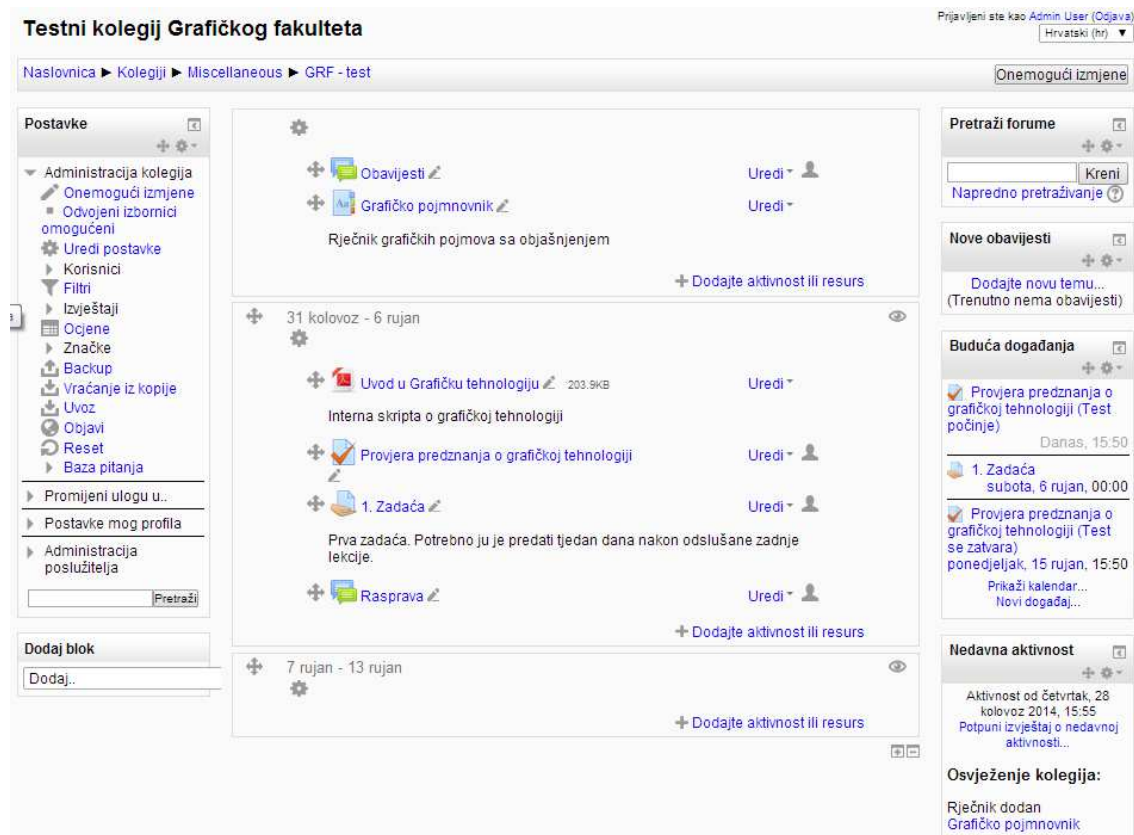 Testni kolegij Grafičkog fakulteta
Prijavljeni ste kao Admin User (Odjava)
Hrvatski (hr)
Naslovnica ► Kolegiji ► Miscellaneous ► GRF - test
Onemogući izmjene
Postavke
Administracija kolegija
Onemogući izmjene
Odvojeni izbornici
omogućeni
Uredi postavke
Korisnici
Filtri
Izvještaji
Ocjene
Značke
Backup
Vraćanje iz kopije
Uvoz
Objavi
Reset
Baza pitanja
Promijeni ulogu u..
Postavke mog profila
Administracija
poslužitelja
Pretraži
Dodaj blok
Dodaj..
Obavijesti
Uredi
Grafičko pojmnovnik
Uredi
Rječnik grafičkih pojmova sa objašnjenjem
Dodajte aktivnost ili resurs
31 kolovoz - 6 rujan
Uvod u Grafičku tehnologiju 203.9KB
Uredi
Interna skripta o grafičkoj tehnologiji
Provjera predznanja o grafičkoj tehnologiji
Uredi
1. Zadaća
Uredi
Prva zadaća. Potrebno ju je predati tjedan dana nakon odslušane zadnje
lekcije.
Rasprava
Uredi
Dodajte aktivnost ili resurs
7 rujan - 13 rujan
Dodajte aktivnost ili resurs
Pretraži forume
Kreni
Napredno pretraživanje
Nove obavijesti
Dodajte novu temu...
(Trenutno nema obavijesti)
Buduća događanja
Provjera predznanja o
grafičkoj tehnologiji (Test
počinje)
Danas, 15:50
1. Zadaća
subota, 6 rujan, 00:00
Provjera predznanja o
grafičkoj tehnologiji (Test
se zatvara)
ponedjeljak, 15 rujan, 15:50
Prikaži kalendar...
Novi događaj...
Nedavna aktivnost
Aktivnost od četvrtak, 28
kolovoz 2014, 15:55
Potpuni izvještaj o nedavnoj
aktivnosti...
Osvježenje kolegija:
Rječnik dodan
Grafičko pojmnovnik